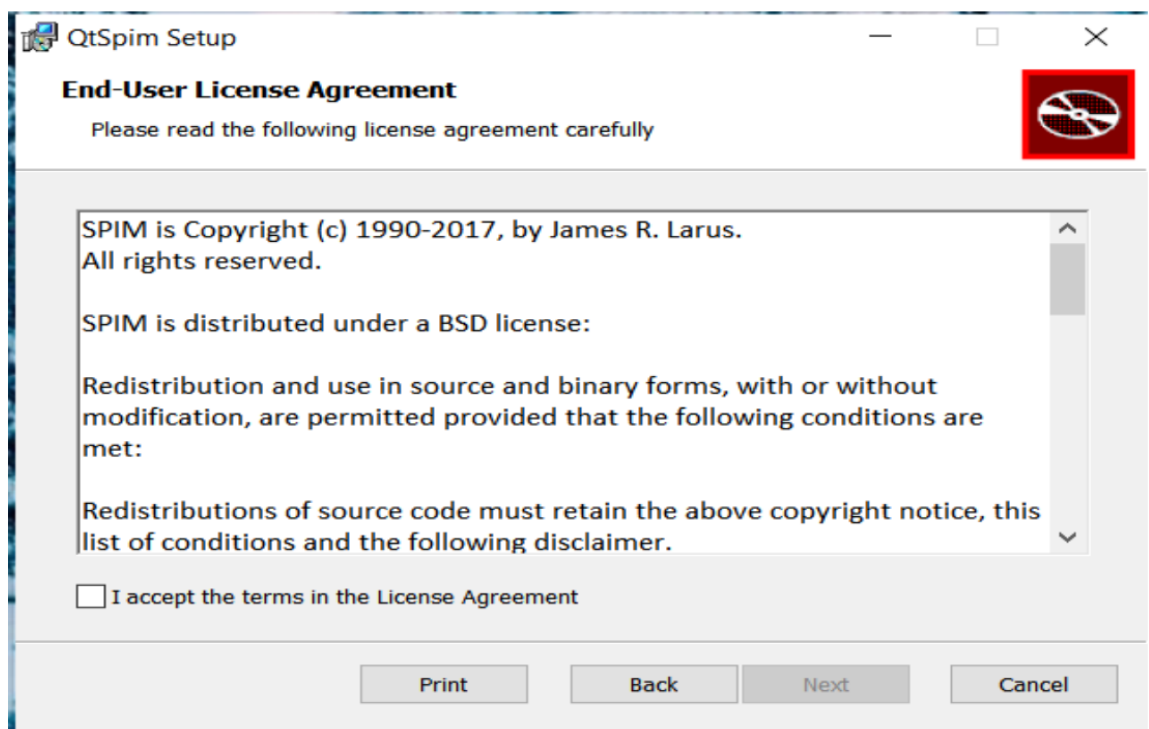 QtSpim Setup
End-User License Agreement
Please read the following license agreement carefully
SPIM is Copyright (c) 1990-2017, by James R. Larus.
All rights reserved.
SPIM is distributed under a BSD license:
Redistribution and use in source and binary forms, with or without
modification, are permitted provided that the following conditions are
met:
Redistributions of source code must retain the above copyright notice, this
list of conditions and the following disclaimer.
I accept the terms in the License Agreement
Print Back Next Cancel